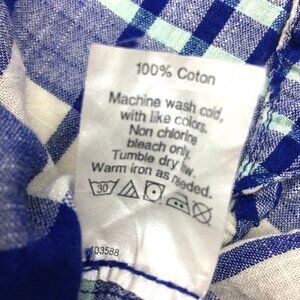 100% Coton
Machine wash cold,
with like colors.
Non chlorine
bleach only.
Tumble dry low.
Warm iron as needed.
30
103588